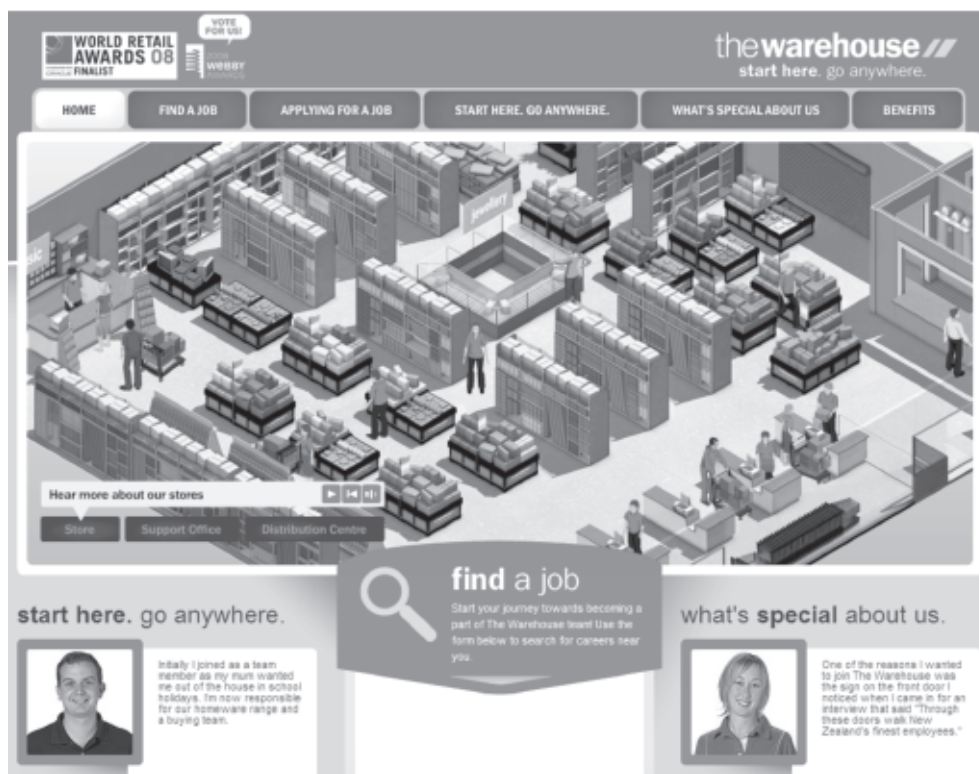 WORLD RETAIL
AWARDS 08
FINALIST
VOTE
FOR US!
WEBBY
AWARDS
thewarehouse
start here. go anywhere.
HOME
FIND A JOB
APPLYING FOR A JOB
START HERE. GO ANYWHERE.
WHAT'S SPECIAL ABOUT US
BENEFITS
jewellery
sic
Hear more about our stores
Store
Support Office
Distribution Centre
find a job
Start your journey towards becoming a
part of The Warehouse team! Use the
form below to search for careers near
you.
start here. go anywhere.
Initially I joined as a team
member as my mum wanted
me out of the house in school
holidays. I'm now responsible
for our homeware range and
a buying team.
what's special about us.
One of the reasons I wanted
to join The Warehouse was
the sign on the front door I
noticed when I came in for an
interview that said "Through
these doors walk New
Zealand's finest employees."